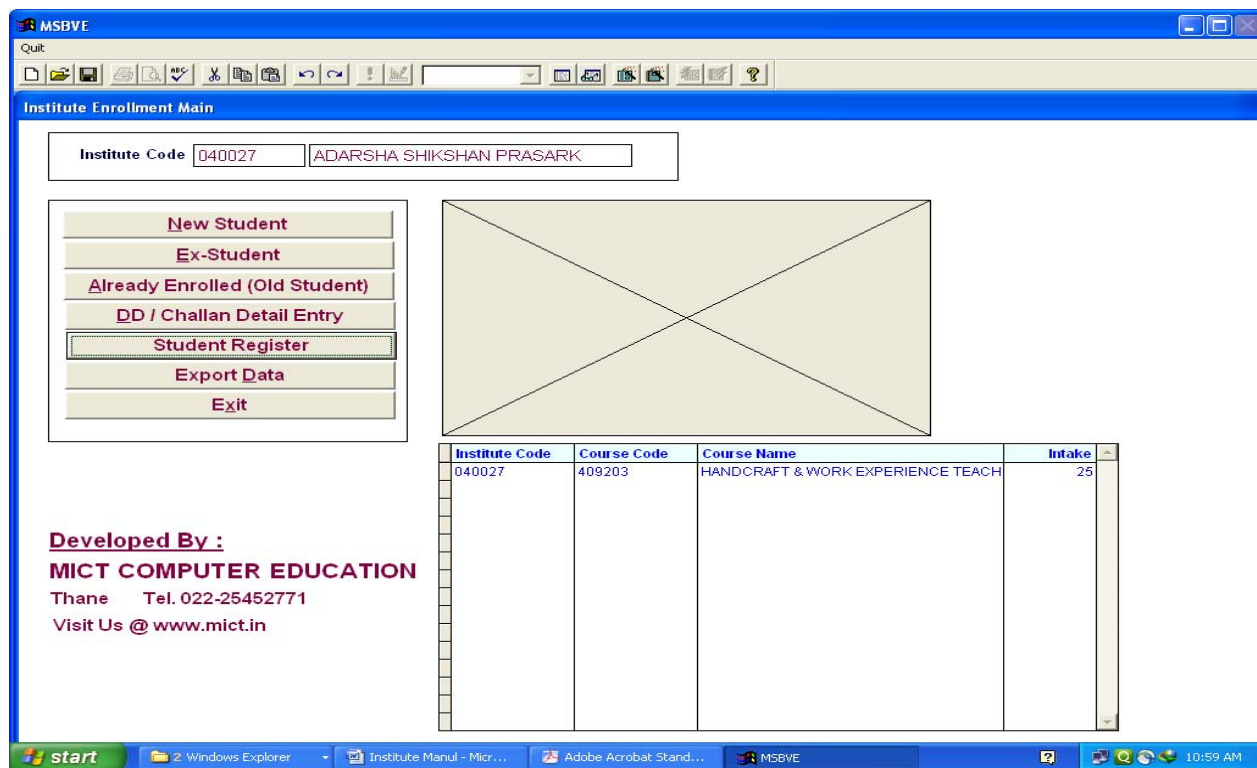 MSBVE
Quit
Institute Enrollment Main
Institute Code 040027 ADARSHA SHIKSHAN PRASARK
New Student
Ex-Student
Already Enrolled (Old Student)
DD / Challan Detail Entry
Student Register
Export Data
Exit
Institute Code Course Code Course Name Intake
040027 409203 HANDCRAFT & WORK EXPERIENCE TEACH 25
Developed By :
MICT COMPUTER EDUCATION
Thane Tel. 022-25452771
Visit Us @ www.mict.in
start 2 Windows Explorer Institute Manul - Micr... Adobe Acrobat Stand... MSBVE 10:59 AM